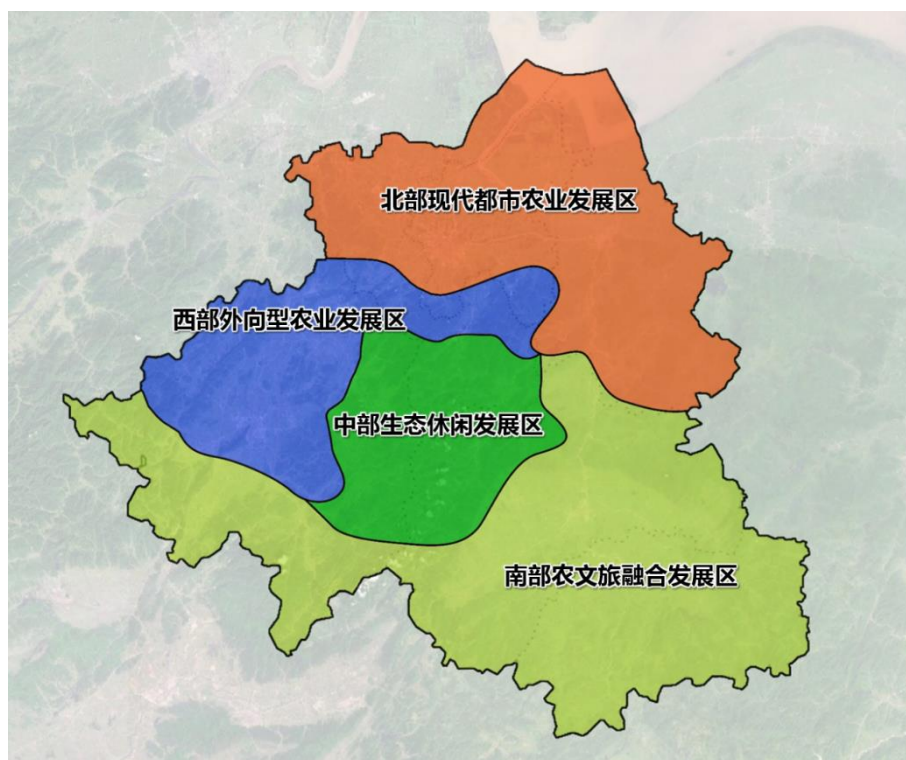 北部现代都市农业发展区
西部外向型农业发展区
中部生态休闲发展区
南部农文旅融合发展区